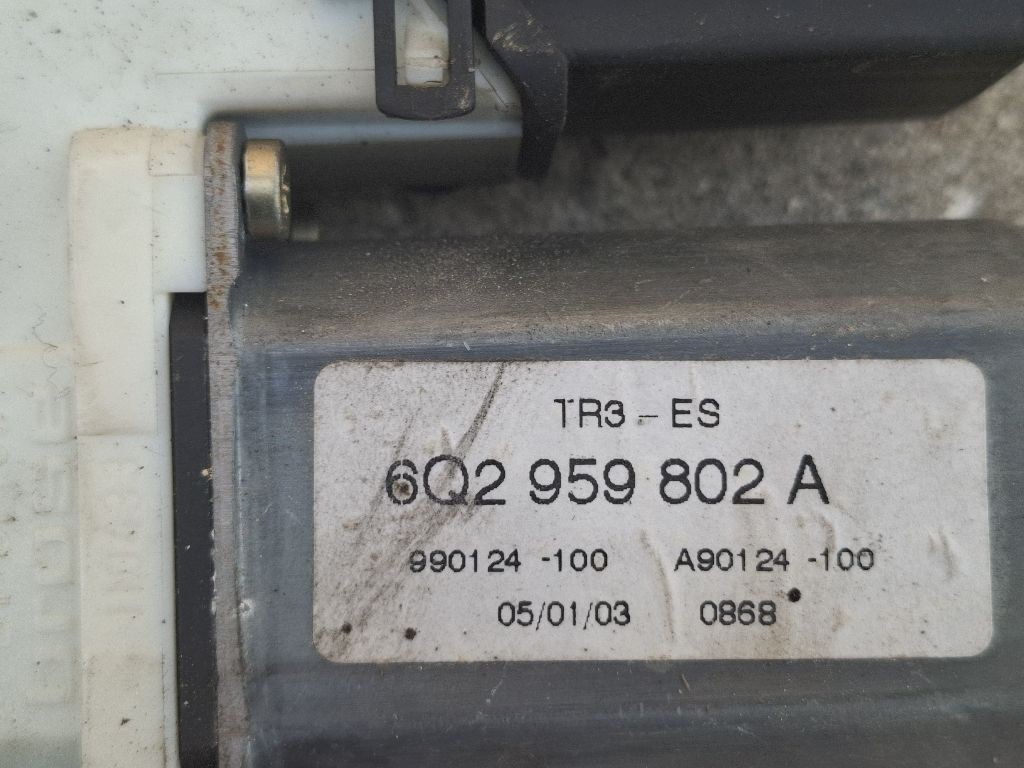 TR3 - ES
6Q2 959 802 A
990124 -100 A90124 -100
05/01/03 0868